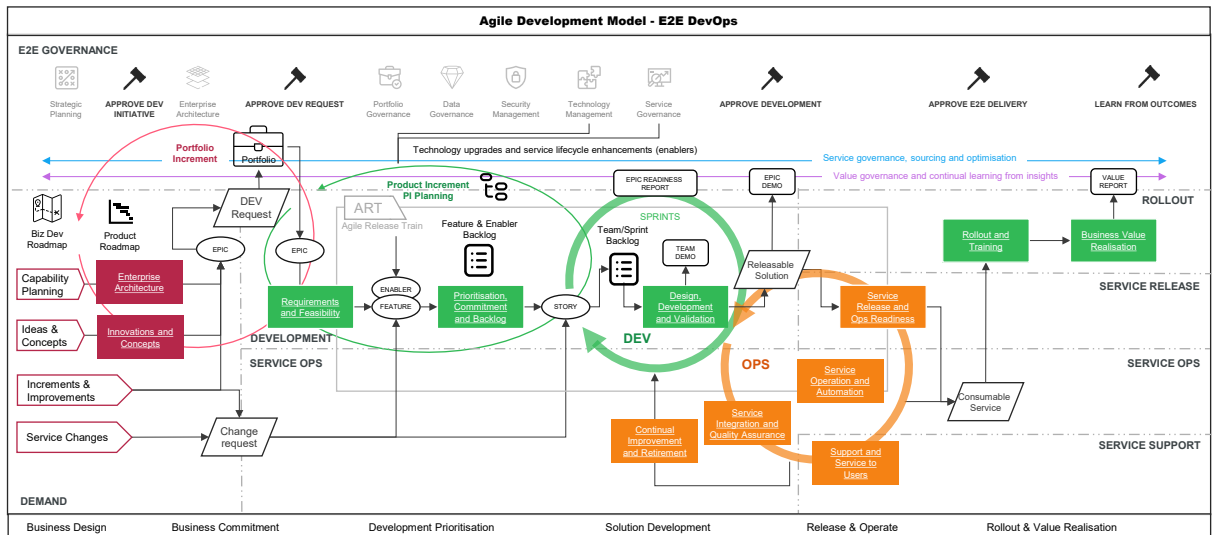 Agile Development Model - E2E DevOps
E2E GOVERNANCE
Strategic
Planning
APPROVE DEV
INITIATIVE
Enterprise
Architecture
APPROVE DEV REQUEST
Portfolio
Governance
Data
Governance
Security
Management
Technology
Management
Service
Governance
APPROVE DEVELOPMENT
APPROVE E2E DELIVERY
LEARN FROM OUTCOMES
Portfolio
Increment
Portfolio
Technology upgrades and service lifecycle enhancements (enablers)
Service governance, sourcing and optimisation
Value governance and continual learning from insights
Product Increment
PI Planning
EPIC READINESS
REPORT
EPIC
DEMO
VALUE
REPORT
ROLLOUT
Biz Dev
Roadmap
Product
Roadmap
DEV
Request
ART
Agile Release Train
Feature & Enabler
Backlog
SPRINTS
Team/Sprint
Backlog
TEAM
DEMO
Releasable
Solution
Rollout and
Training
Business Value
Realisation
EPIC
EPIC
Capability
Planning
Enterprise
Architecture
SERVICE RELEASE
Requirements
and Feasibility
ENABLER
FEATURE
Prioritisation,
Commitment
and Backlog
STORY
Design,
Development
and Validation
Service
Release and
Ops Readiness
Ideas &
Concepts
Innovations and
Concepts
DEVELOPMENT
DEV
SERVICE OPS
OPS
SERVICE OPS
Increments &
Improvements
Service
Operation and
Automation
Consumable
Service
Service Changes
Change
request
Continual
Improvement
and Retirement
Service
Integration and
Quality Assurance
Support and
Service to
Users
SERVICE SUPPORT
DEMAND
Business Design
Business Commitment
Development Prioritisation
Solution Development
Release & Operate
Rollout & Value Realisation